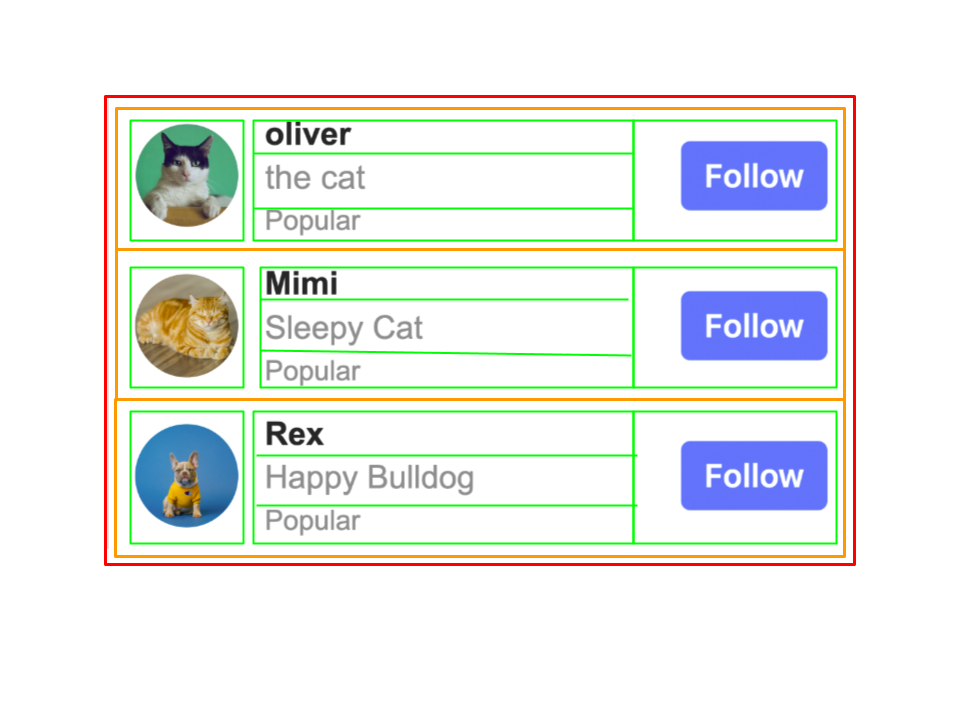 oliver
the cat
Popular
Follow
Mimi
Sleepy Cat
Popular
Follow
Rex
Happy Bulldog
Popular
Follow